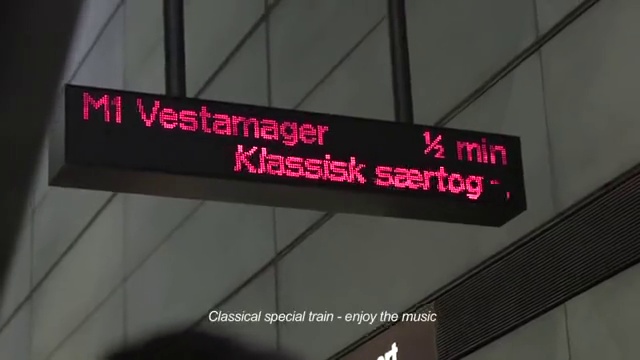 M1 Vestamager ½ min
Klassisk særtog -
Classical special train - enjoy the music